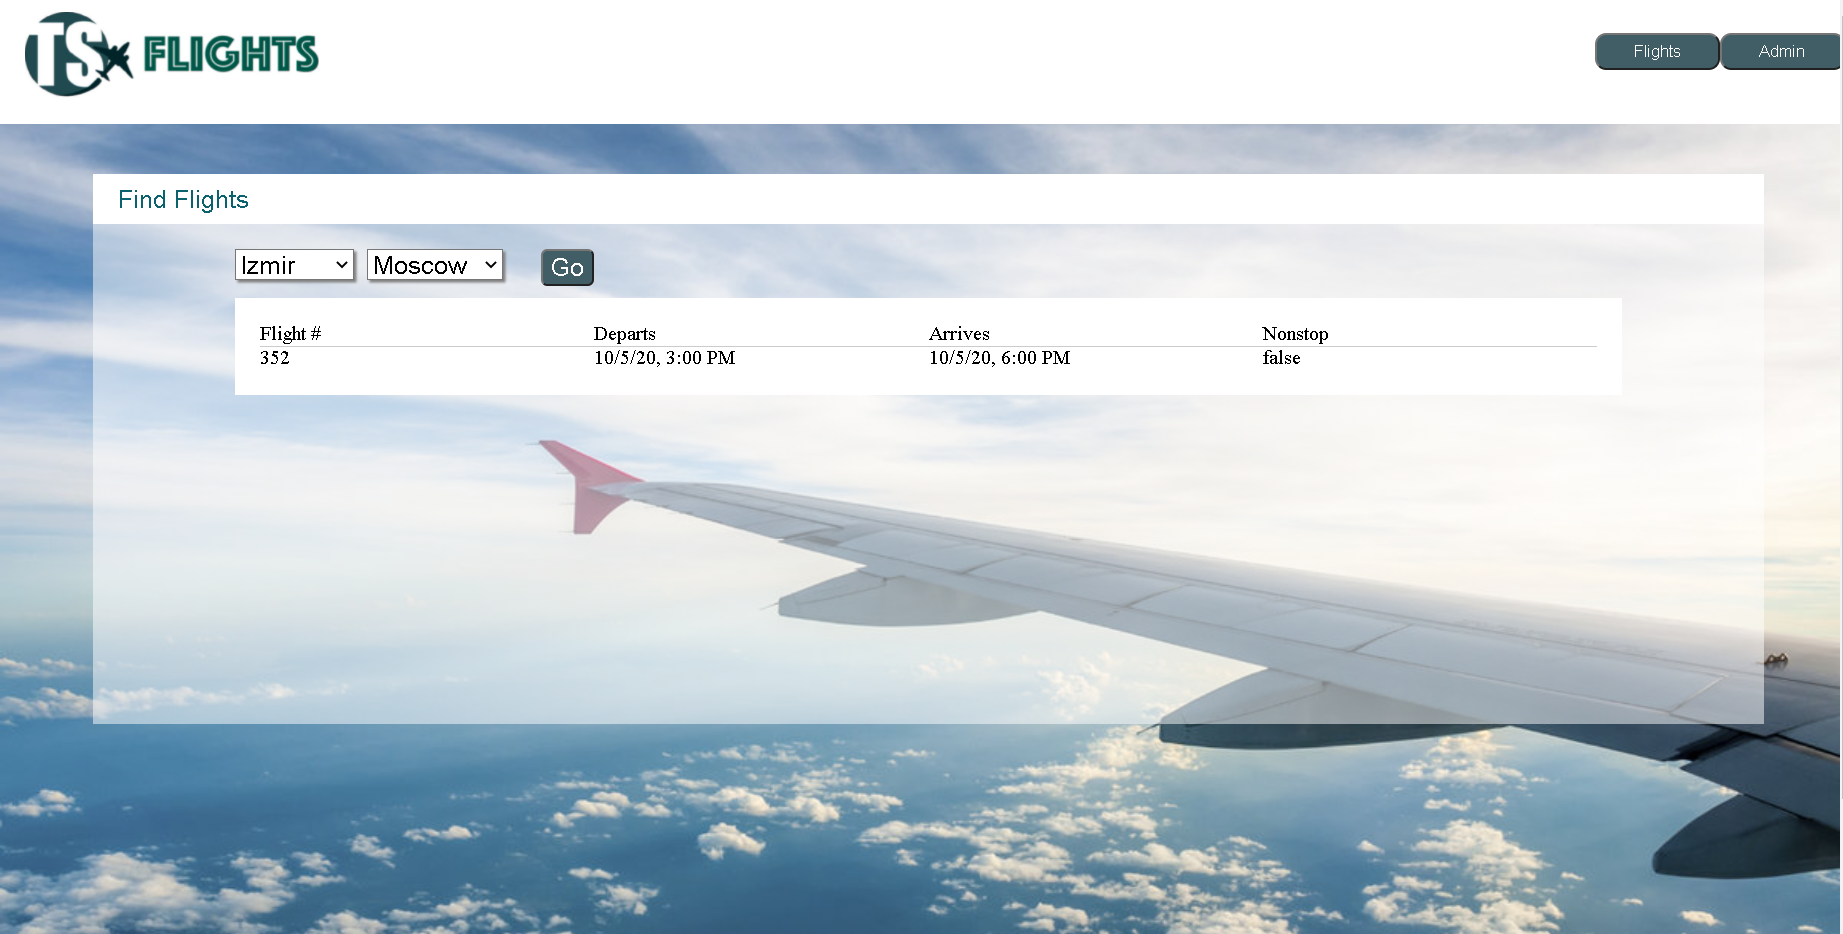 TS FLIGHTS
Flights Admin
Find Flights
Izmir Moscow Go
Flight # Departs Arrives Nonstop
352 10/5/20, 3:00 PM 10/5/20, 6:00 PM false